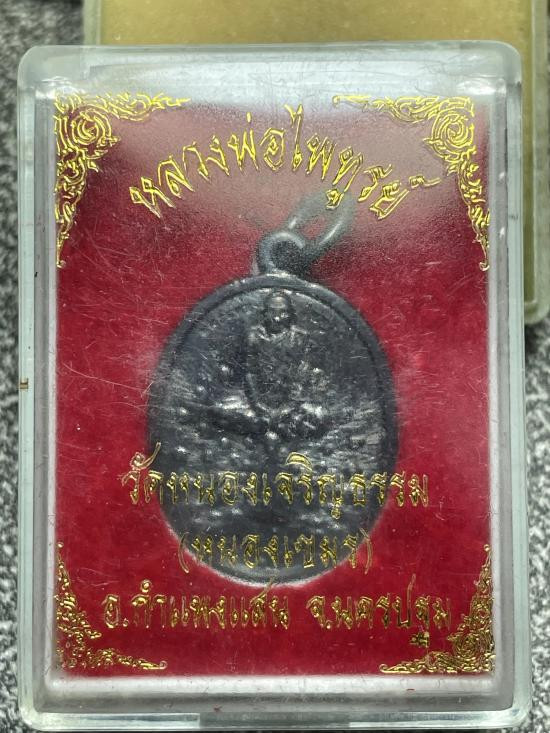 หลวงพ่อไพฑูรย์
วัดหนองเจริญธรรม
(หนองเขมร)
อ.กำแพงแสน จ.นครปฐม